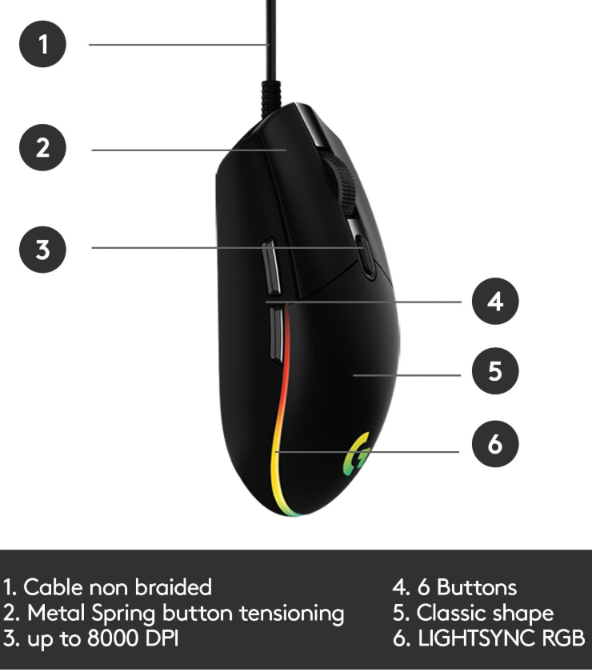 1
2
3
4
5
6
1. Cable non braided
2. Metal Spring button tensioning
3. up to 8000 DPI
4. 6 Buttons
5. Classic shape
6. LIGHTSYNC RGB